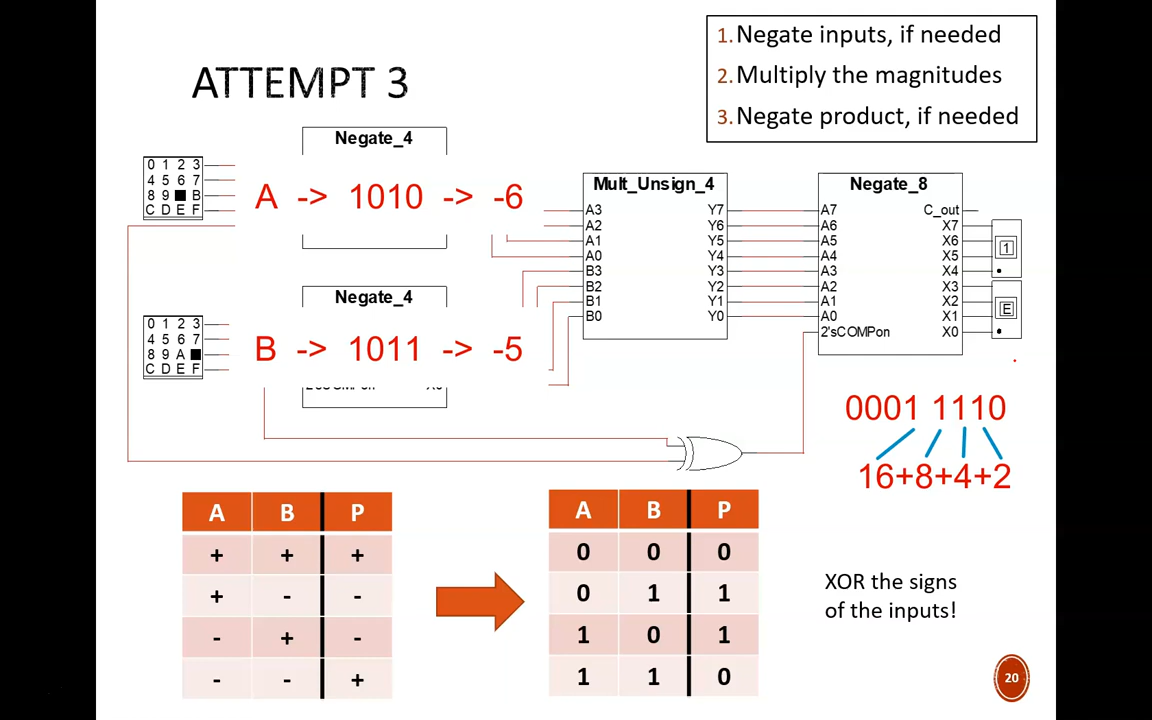 1. Negate inputs, if needed
2. Multiply the magnitudes
3. Negate product, if needed
ATTEMPT 3
Negate_4
0 1 2 3
4 5 6 7
8 9 B
C D E F
A -> 1010 -> -6
Negate_4
0 1 2 3
4 5 6 7
8 9 A
C D E F
B -> 1011 -> -5
Mult_Unsign_4
A3 Y7
A2 Y6
A1 Y5
A0 Y4
B3 Y3
B2 Y2
B1 Y1
B0 Y0
Negate_8
A7 C_out
A6 X7
A5 X6
A4 X5
A3 X4
A2 X3
A1 X2
A0 X1
2'sCOMPon X0
1
E
0001 1110
16+8+4+2
A B P
+ + +
+ - -
- + -
- - +
A B P
0 0 0
0 1 1
1 0 1
1 1 0
XOR the signs
of the inputs!
20